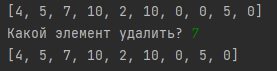 [4, 5, 7, 10, 2, 10, 0, 0, 5, 0]
Какой элемент удалить? 7
[4, 5, 7, 10, 2, 10, 0, 5, 0]